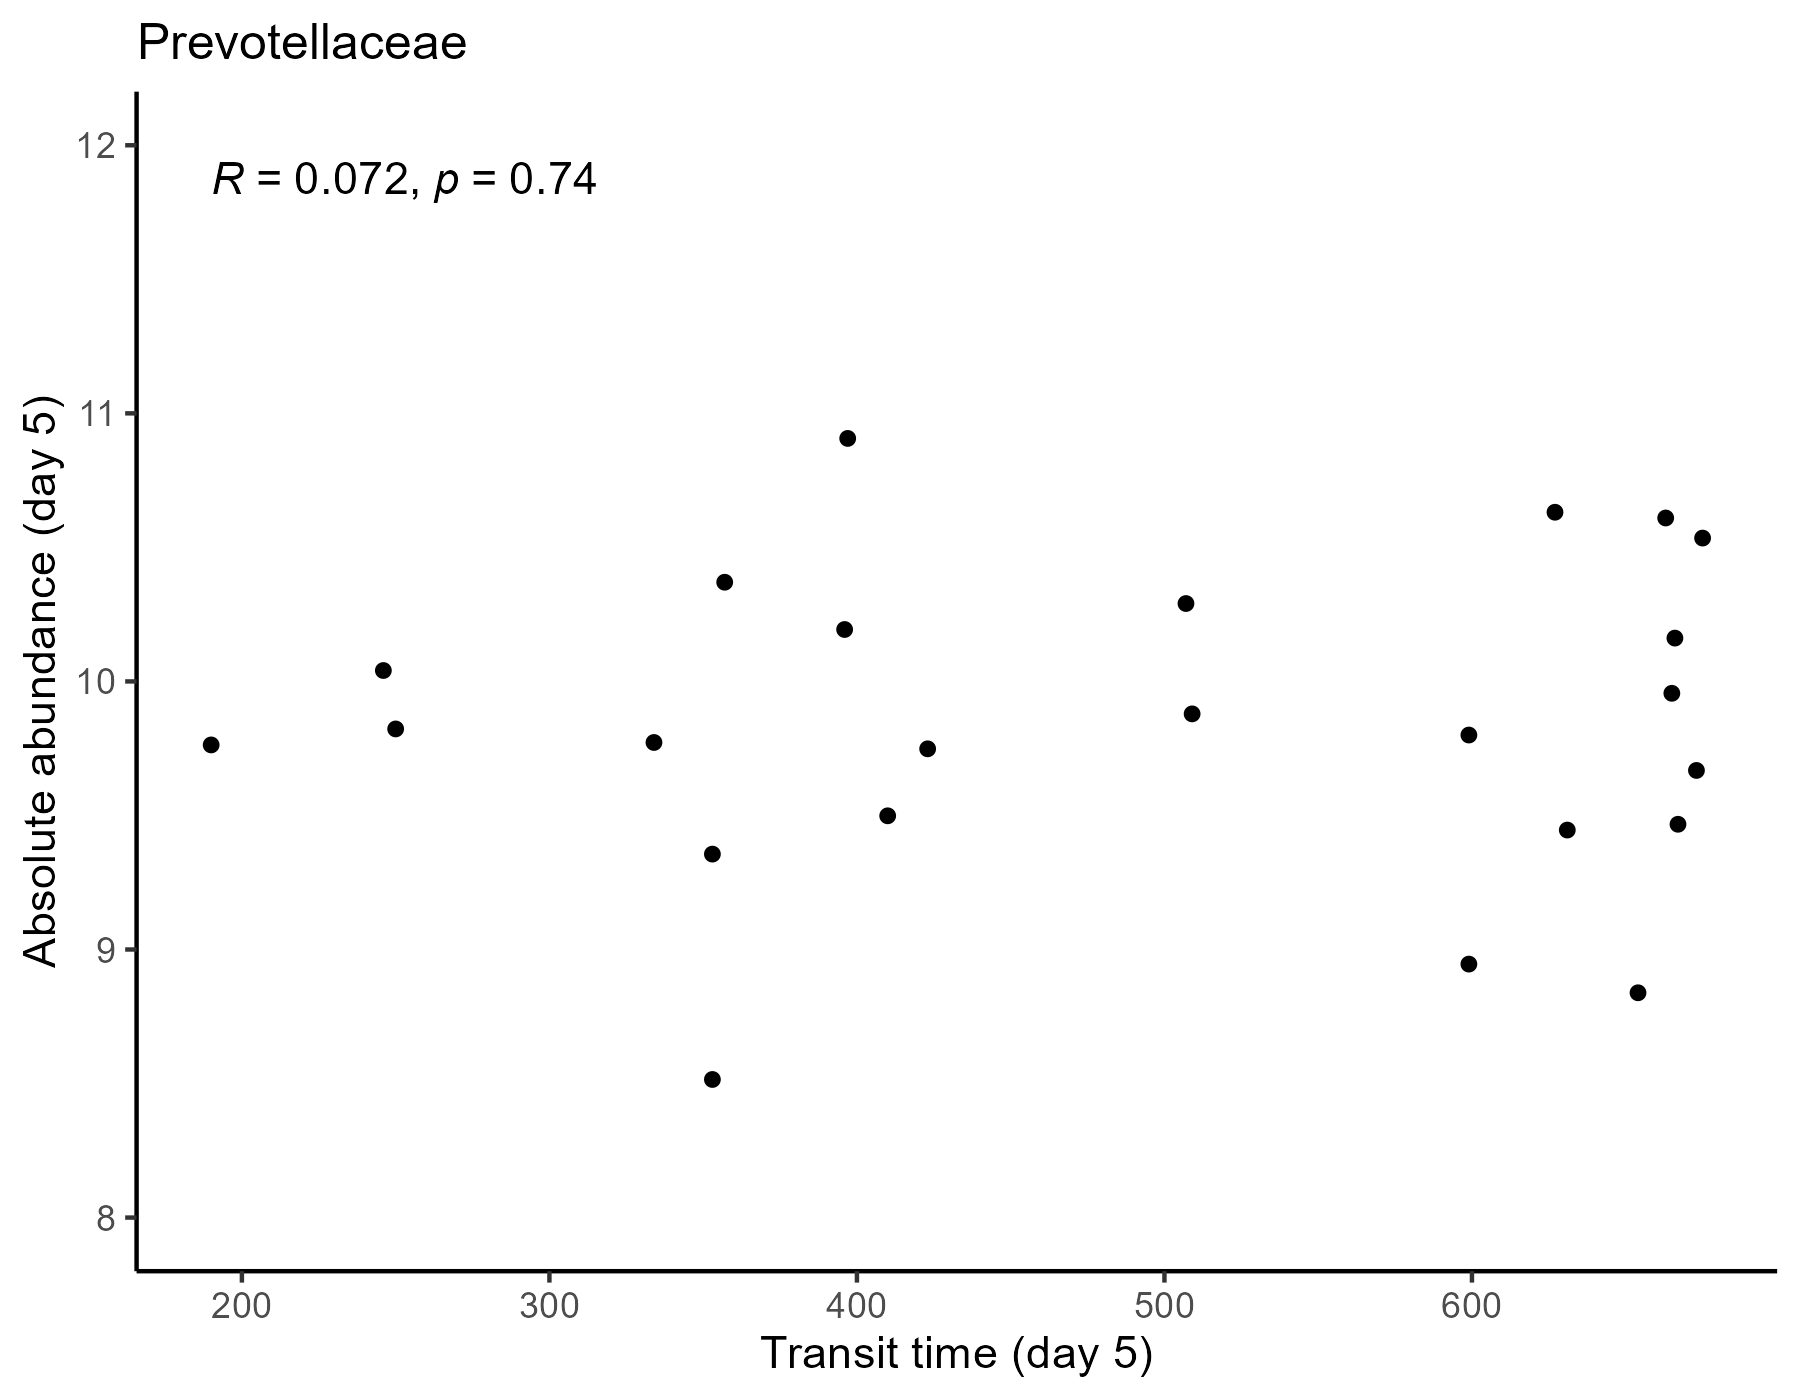 Prevotellaceae
R = 0.072, p = 0.74
12
11
10
9
8
Absolute abundance (day 5)
200 300 400 500 600
Transit time (day 5)